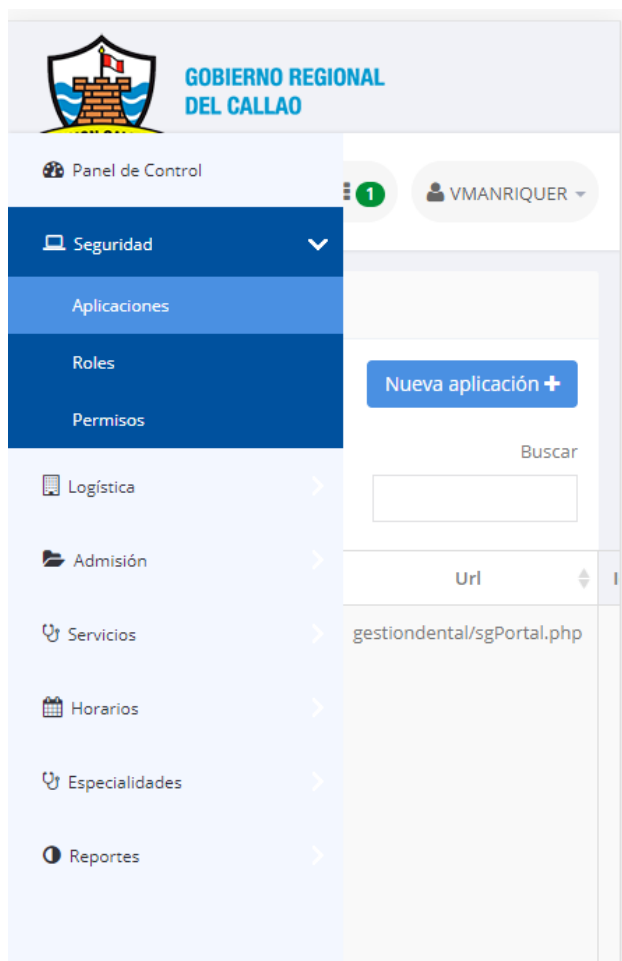 GOBIERNO REGIONAL
DEL CALLAO
Panel de Control
1
VMANRIQUER
Seguridad
Aplicaciones
Roles
Permisos
Nueva aplicación
Buscar
Logística
Admisión
Url
Servicios
gestiondental/sgPortal.php
Horarios
Especialidades
Reportes